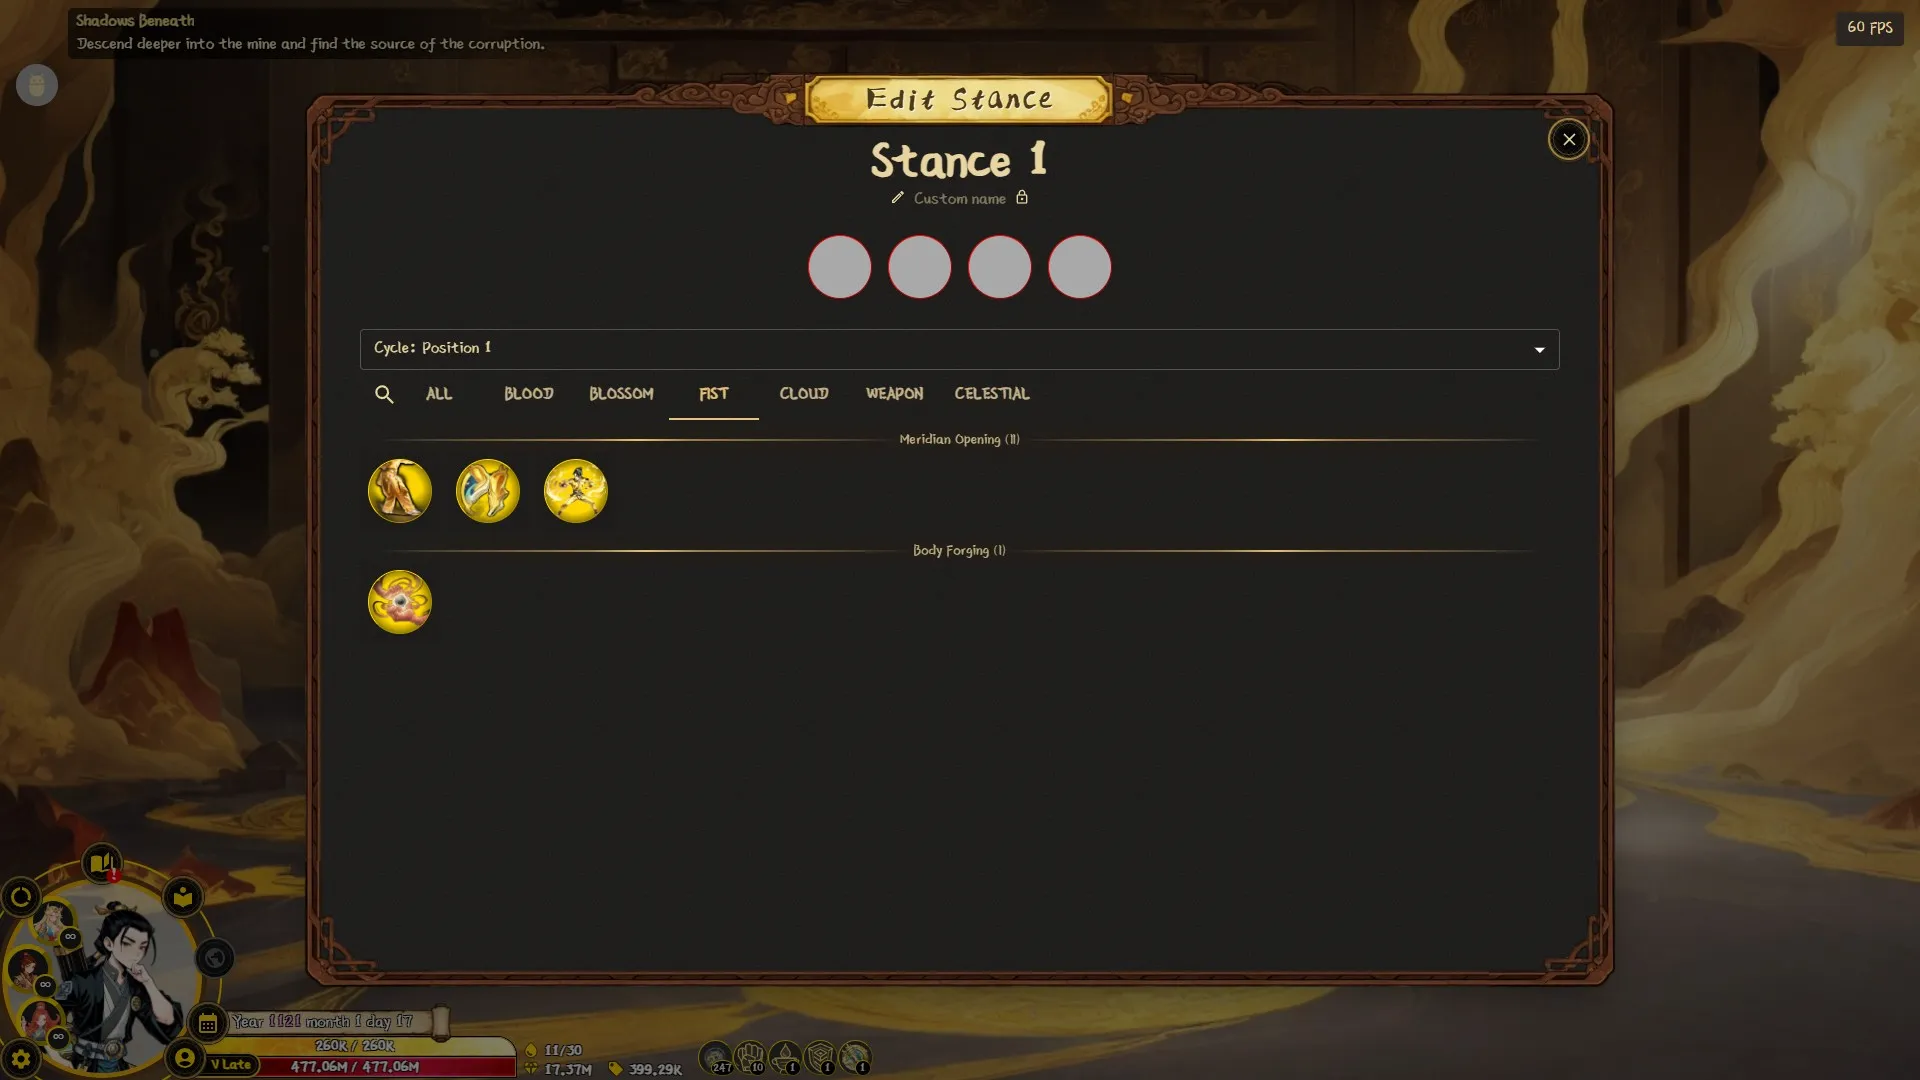 Shadows Beneath
Descend deeper into the mine and find the source of the corruption.
60 FPS
Edit Stance
Stance 1
Custom name
Cycle: Position 1
ALL BLOOD BLOSSOM FIST CLOUD WEAPON CELESTIAL
Meridian Opening (II)
Body Forging (I)
Year 1121 month 1 day 17
260K / 260K
V Late
477.06M / 477.06M
11/30
17.37M 399.29K
247 10 1 1 1